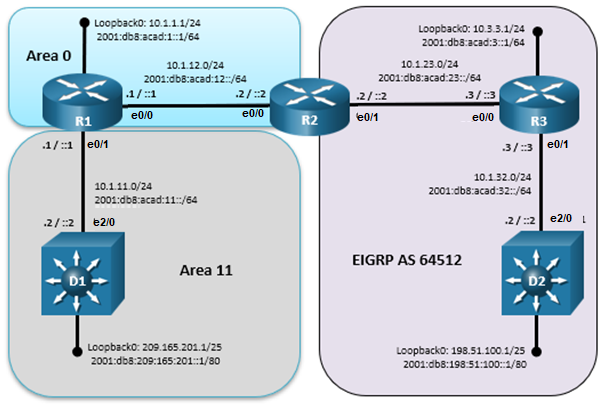 Loopback0: 10.1.1.1/24
2001:db8:acad:1::1/64
Area 0
10.1.12.0/24
2001:db8:acad:12::/64
.1 / ::1
.2 / ::2
R1
e0/0
e0/0
R2
Loopback0: 10.3.3.1/24
2001:db8:acad:3::1/64
10.1.23.0/24
2001:db8:acad:23::/64
.2 / ::2
.3 / ::3
e0/1
e0/0
R3
.1 / ::1
e0/1
10.1.11.0/24
2001:db8:acad:11::/64
.2 / ::2
e2/0
D1
Area 11
Loopback0: 209.165.201.1/25
2001:db8:209:165:201::1/80
.3 / ::3
e0/1
10.1.32.0/24
2001:db8:acad:32::/64
.2 / ::2
e2/0
1
D2
EIGRP AS 64512
Loopback0: 198.51.100.1/25
2001:db8:198:51:100::1/80